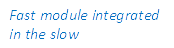 Fast module integrated
in the slow